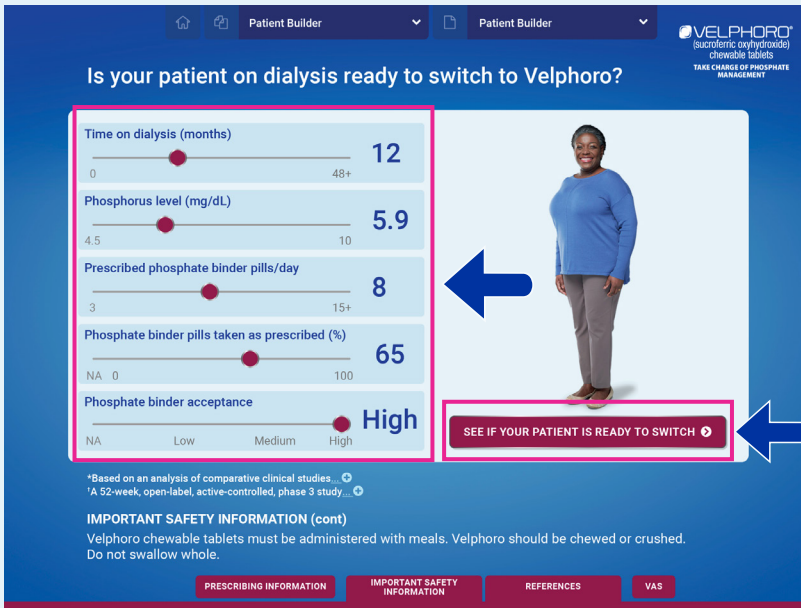 Patient Builder
Patient Builder
VELPHORO®
(sucroferric oxyhydroxide)
chewable tablets
TAKE CHARGE OF PHOSPHATE
MANAGEMENT
Is your patient on dialysis ready to switch to Velphoro?
Time on dialysis (months)
12
0 48+
Phosphorus level (mg/dL)
5.9
4.5 10
Prescribed phosphate binder pills/day
8
3 15+
Phosphate binder pills taken as prescribed (%)
65
NA 0 100
Phosphate binder acceptance
High
NA Low Medium High
SEE IF YOUR PATIENT IS READY TO SWITCH
*Based on an analysis of comparative clinical studies...
†A 52-week, open-label, active-controlled, phase 3 study...
IMPORTANT SAFETY INFORMATION (cont)
Velphoro chewable tablets must be administered with meals. Velphoro should be chewed or crushed.
Do not swallow whole.
PRESCRIBING INFORMATION
IMPORTANT SAFETY
INFORMATION
REFERENCES
VAS